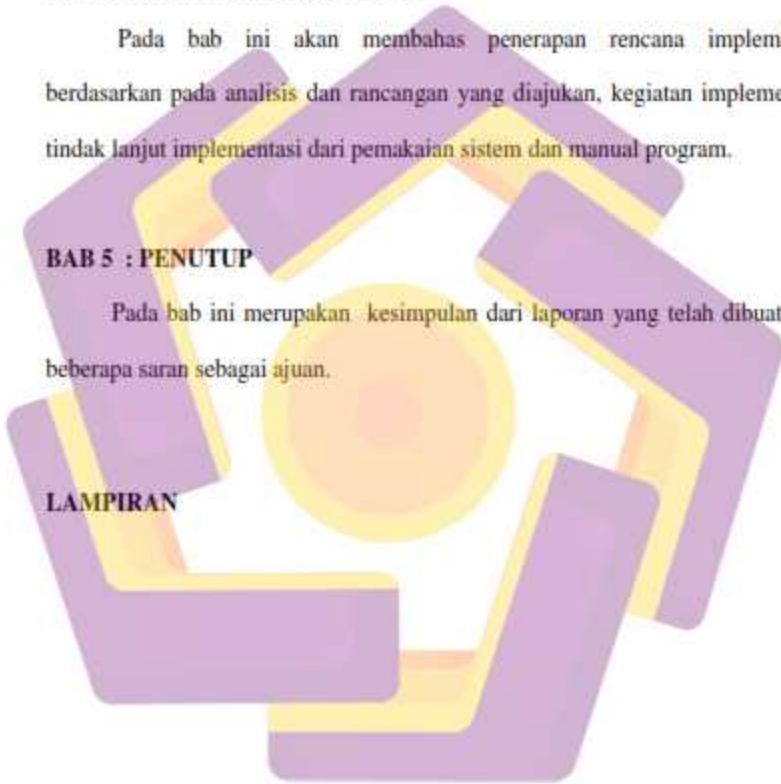 Pada bab ini akan membahas penerapan rencana
berdasarkan pada analisis dan rancangan yang diajukan, kegiatan
tindak lanjut implementasi dari pemakaian sistem dan manual program.
BAB 5 : PENUTUP
Pada bab ini merupakan kesimpulan dari laporan yang telah dibuat
beberapa saran sebagai ajuan.
LAMPIRAN